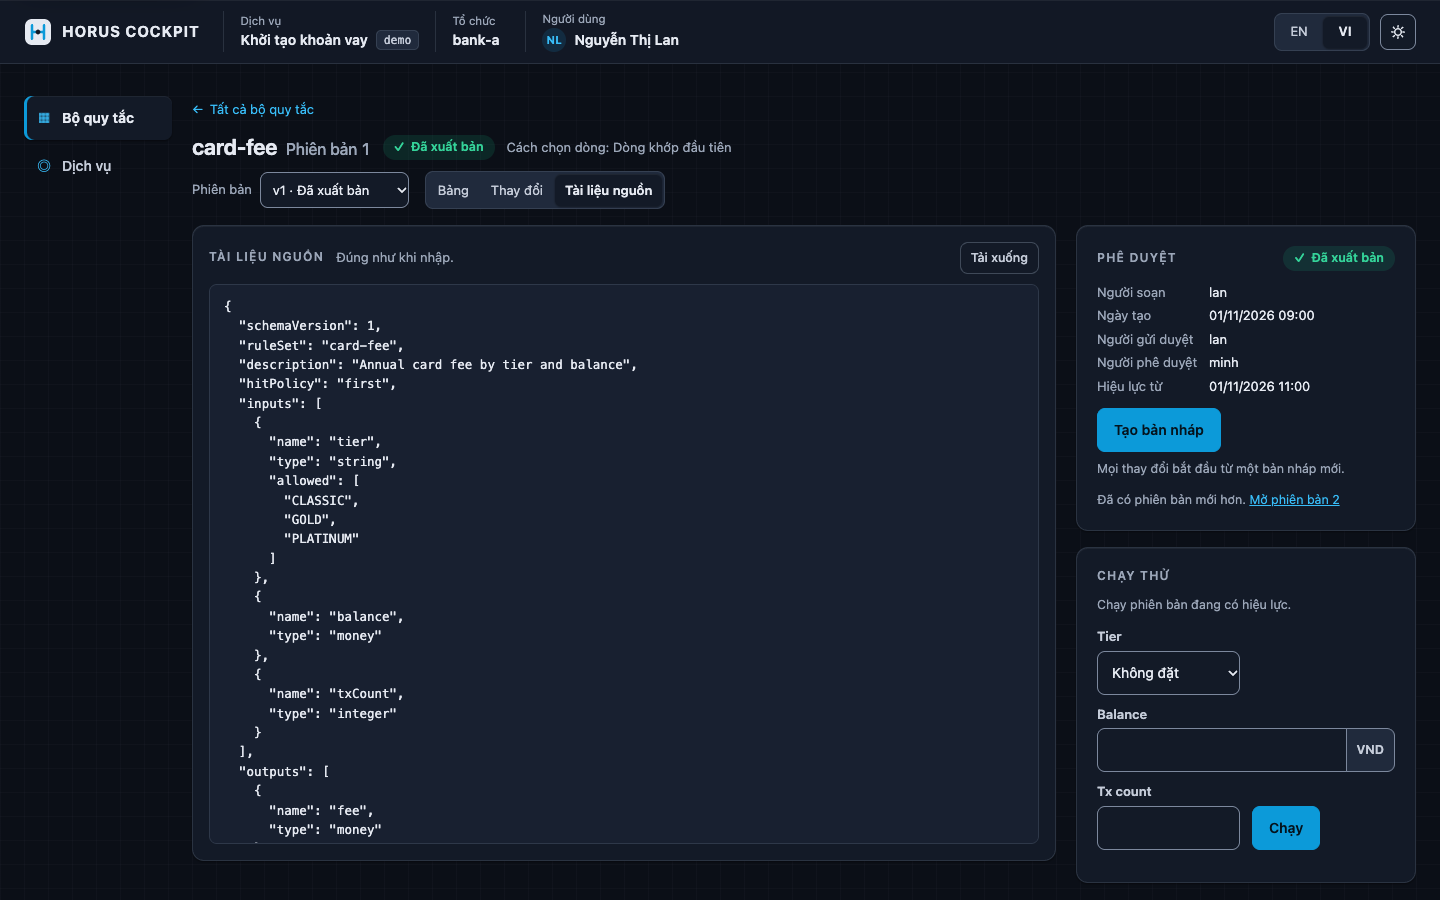 HORUS COCKPIT
Dịch vụ
Khởi tạo khoản vay demo
Tổ chức
bank-a
Người dùng
NL Nguyễn Thị Lan
EN VI
Bộ quy tắc
Dịch vụ
← Tất cả bộ quy tắc
card-fee Phiên bản 1 ✓ Đã xuất bản Cách chọn dòng: Dòng khớp đầu tiên
Phiên bản v1 · Đã xuất bản Bảng Thay đổi Tài liệu nguồn
TÀI LIỆU NGUỒN Đúng như khi nhập. Tải xuống
{
"schemaVersion": 1,
"ruleSet": "card-fee",
"description": "Annual card fee by tier and balance",
"hitPolicy": "first",
"inputs": [
{
"name": "tier",
"type": "string",
"allowed": [
"CLASSIC",
"GOLD",
"PLATINUM"
]
},
{
"name": "balance",
"type": "money"
},
{
"name": "txCount",
"type": "integer"
}
],
"outputs": [
{
"name": "fee",
"type": "money"
PHÊ DUYỆT ✓ Đã xuất bản
Người soạn lan
Ngày tạo 01/11/2026 09:00
Người gửi duyệt lan
Người phê duyệt minh
Hiệu lực từ 01/11/2026 11:00
Tạo bản nháp
Mọi thay đổi bắt đầu từ một bản nháp mới.
Đã có phiên bản mới hơn. Mở phiên bản 2
CHẠY THỬ
Chạy phiên bản đang có hiệu lực.
Tier
Không đặt
Balance
VND
Tx count
Chạy